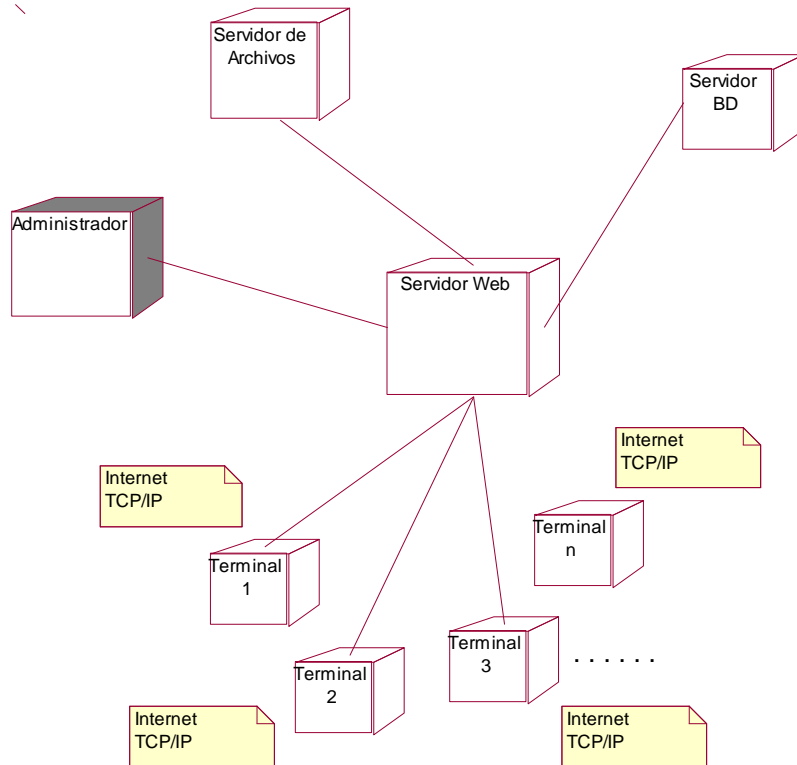 Servidor de
Archivos
Servidor
BD
Administrador
Servidor Web
Internet
TCP/IP
Internet
TCP/IP
Terminal
n
Terminal
1
Terminal
3
. . . . . .
Terminal
2
Internet
TCP/IP
Internet
TCP/IP